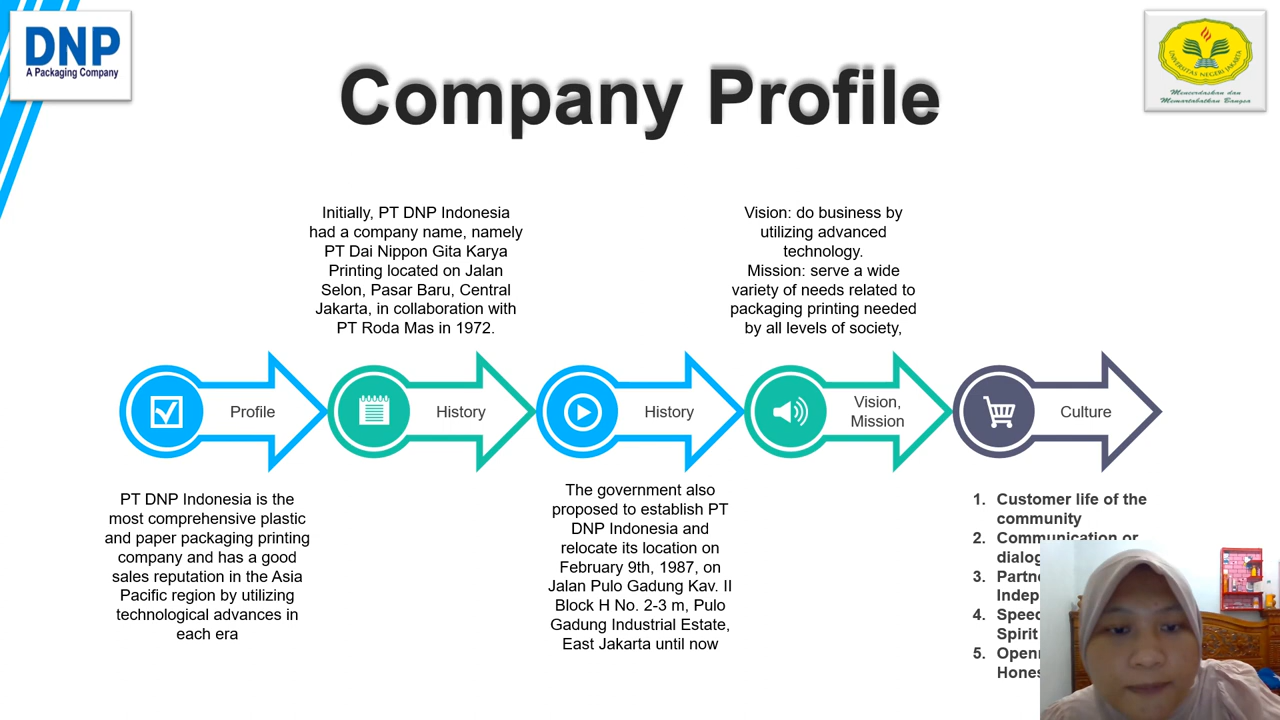 DNP
A Packaging Company
UNIVERSITAS NEGERI JAKARTA
Mencerdaskan dan
Memartabatkan Bangsa
Company Profile
Initially, PT DNP Indonesia
had a company name, namely
PT Dai Nippon Gita Karya
Printing located on Jalan
Selon, Pasar Baru, Central
Jakarta, in collaboration with
PT Roda Mas in 1972.
Vision: do business by
utilizing advanced
technology.
Mission: serve a wide
variety of needs related to
packaging printing needed
by all levels of society,
Profile
History
History
Vision,
Mission
Culture
PT DNP Indonesia is the
most comprehensive plastic
and paper packaging printing
company and has a good
sales reputation in the Asia
Pacific region by utilizing
technological advances in
each era
The government also
proposed to establish PT
DNP Indonesia and
relocate its location on
February 9th, 1987, on
Jalan Pulo Gadung Kav. II
Block H No. 2-3 m, Pulo
Gadung Industrial Estate,
East Jakarta until now
1. Customer life of the
community
2. Communication or
3.
4.
Spirit
5.